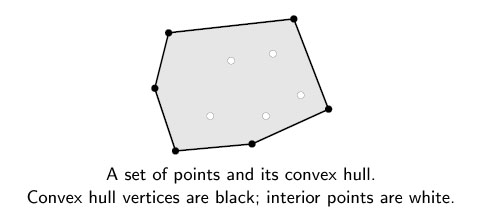 A set of points and its convex hull.
Convex hull vertices are black; interior points are white.